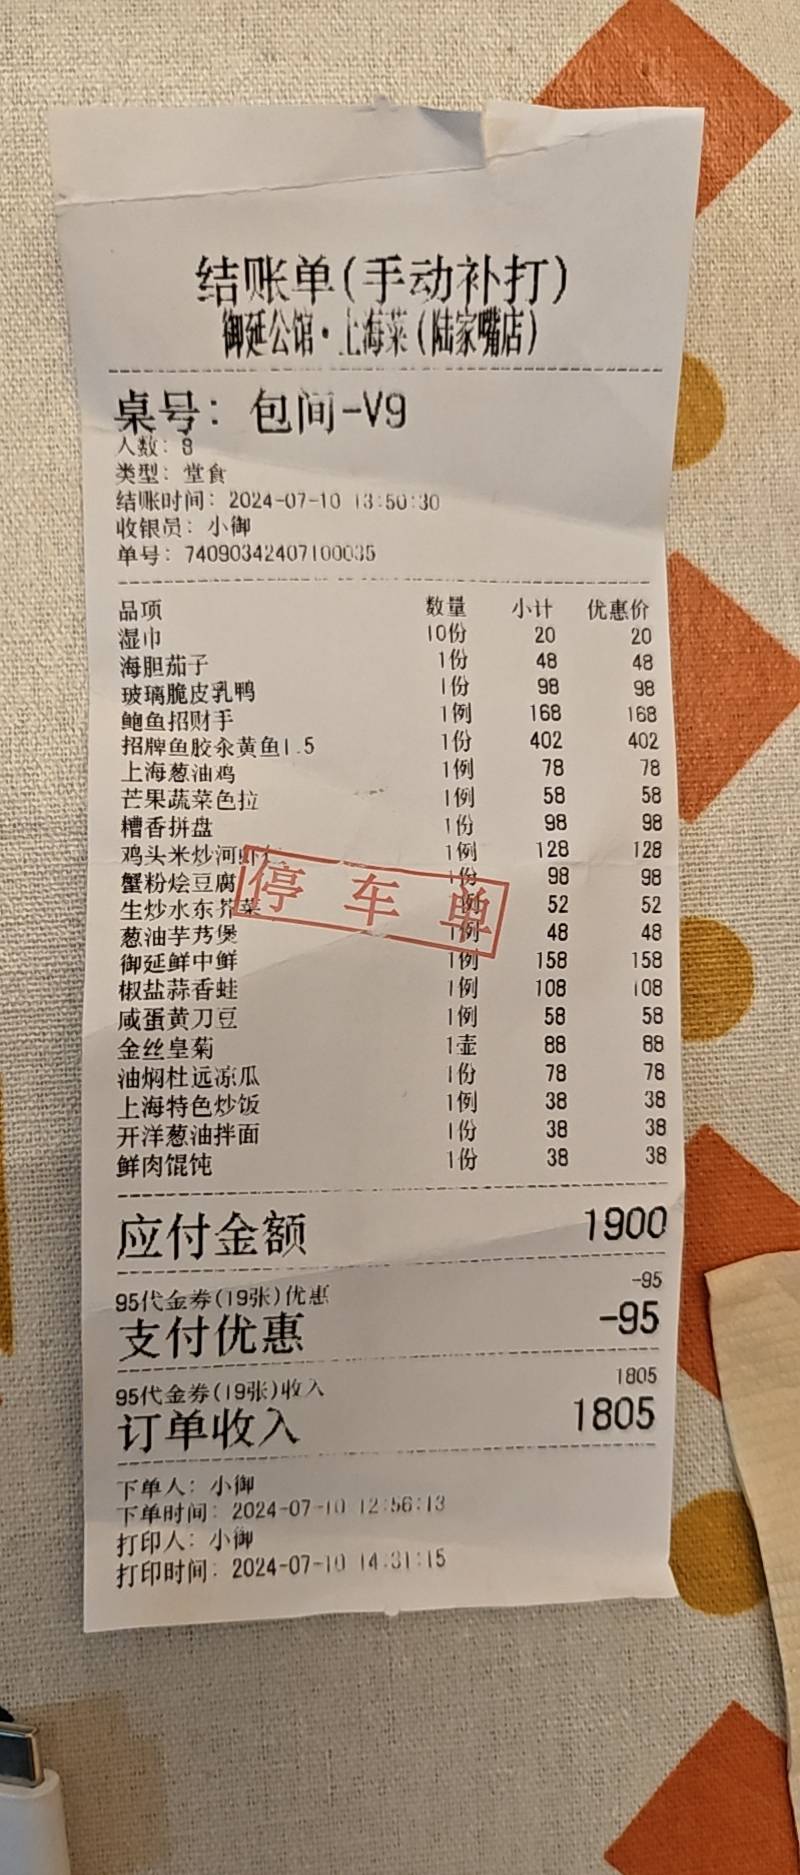 结账单(手动补打)
御延公馆·上海菜(陆家嘴店)
桌号: 包间-V9
人数: 8
类型: 堂食
结账时间: 2024-07-10 13:50:30
收银员: 小御
单号: 74090342407100035
品项 数量 小计 优惠价
湿巾 10份 20 20
海胆茄子 1份 48 48
玻璃脆皮乳鸭 1份 98 98
鲍鱼招财手 1例 168 168
招牌鱼胶汆黄鱼1.5 1份 402 402
上海葱油鸡 1例 78 78
芒果蔬菜色拉 1例 58 58
糟香拼盘 1份 98 98
鸡头米炒河虾 1例 128 128
蟹粉烩豆腐 1份 98 98
停车单
生炒水东芥菜 1例 52 52
葱油芋艿煲 1例 48 48
御延鲜中鲜 1例 158 158
椒盐蒜香蛙 1例 108 108
咸蛋黄刀豆 1例 58 58
金丝皇菊 1壶 88 88
油焖杜远凉瓜 1份 78 78
上海特色炒饭 1例 38 38
开洋葱油拌面 1份 38 38
鲜肉馄饨 1份 38 38
应付金额 1900
95代金券(19张)优惠 -95
支付优惠 -95
95代金券(19张)收入 1805
订单收入 1805
下单人: 小御
下单时间: 2024-07-10 12:56:13
打印人: 小御
打印时间: 2024-07-10 14:31:15